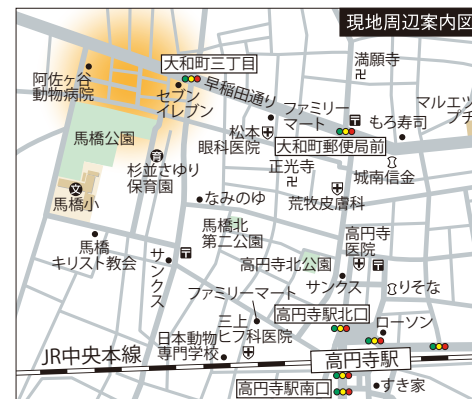 現地周辺案内図
大和町三丁目
満願寺
阿佐ヶ谷
動物病院
セブン
イレブン
早稲田通り
ファミリー
マート
もろ寿司
マルエツ
プチ
馬橋公園
松本
眼科医院
大和町郵便局前
杉並さゆり
保育園
正光寺
城南信金
文
馬橋小
育
なみのゆ
荒牧皮膚科
馬橋北
第二公園
高円寺
医院
馬橋
キリスト教会
サンクス
高円寺北公園
サンクス
りそな
ファミリーマート
高円寺駅北口
三上
ヒフ科医院
ローソン
日本動物
専門学校
JR中央本線
高円寺駅
高円寺駅南口
すき家